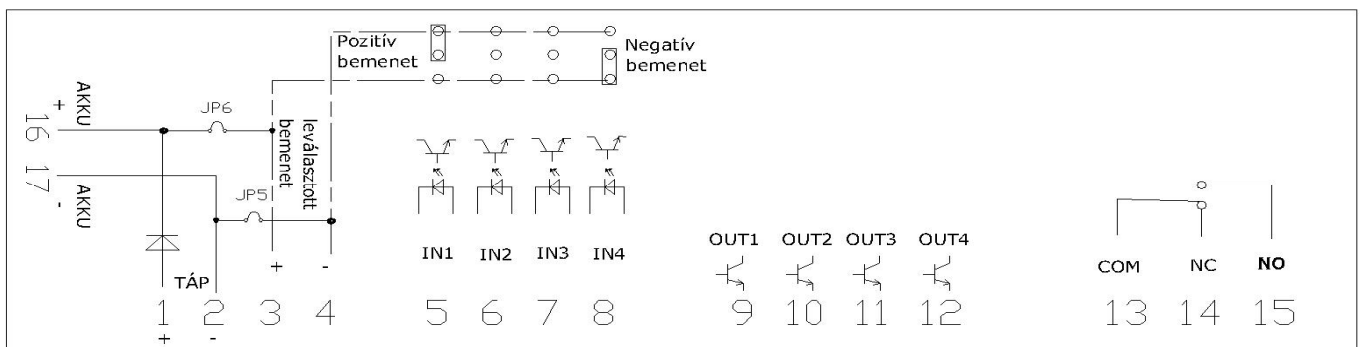 Pozitív
bemenet
Negatív
bemenet
AKKU
+
16
JP6
leválasztott
bemenet
17
AKKU
-
JP5
+
-
IN1 IN2 IN3 IN4
OUT1 OUT2 OUT3 OUT4
COM NC NO
TÁP
1 2 3 4 5 6 7 8 9 10 11 12 13 14 15
+ -